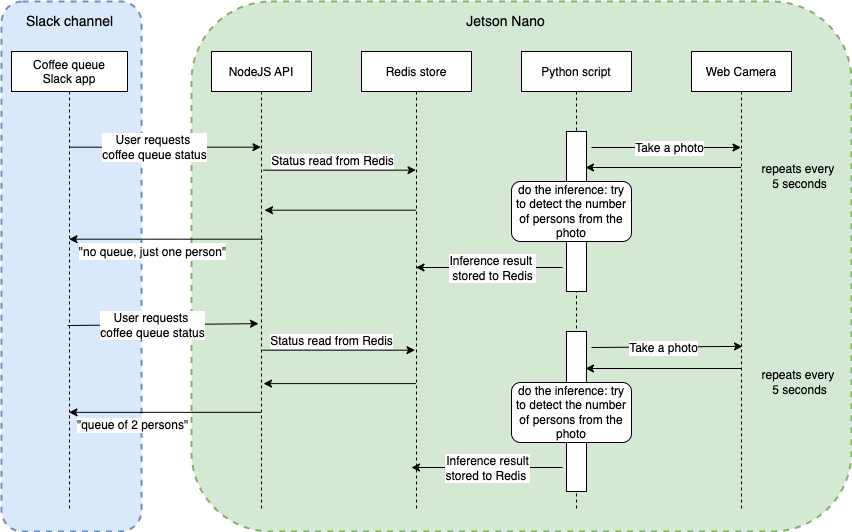 Slack channel
Jetson Nano
Coffee queue
Slack app
NodeJS API
Redis store
Python script
Web Camera
User requests
coffee queue status
Status read from Redis
Take a photo
repeats every
5 seconds
do the inference: try
to detect the number
of persons from the
photo
"no queue, just one person"
Inference result
stored to Redis
User requests
coffee queue status
Status read from Redis
Take a photo
repeats every
5 seconds
do the inference: try
to detect the number
of persons from the
photo
"queue of 2 persons"
Inference result
stored to Redis